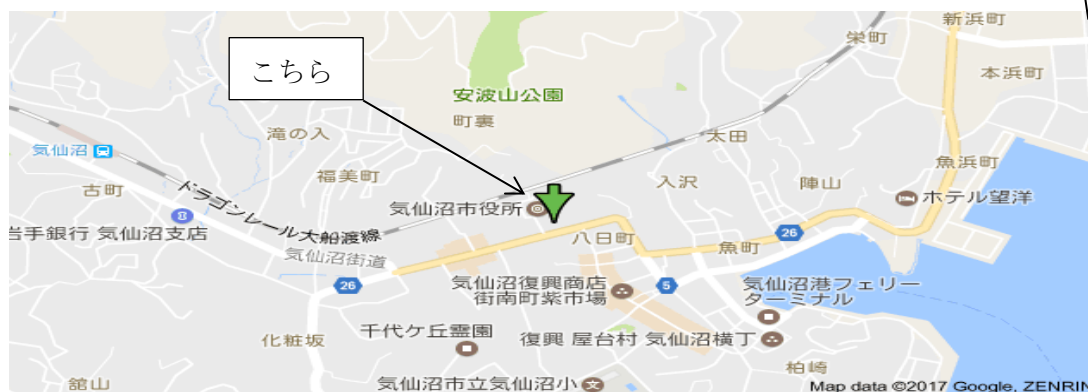 新浜町
栄町
こちら
本浜町
安波山公園
町裏
滝の入
太田
気仙沼
魚浜町
福美町
入沢
陣山
古町
ドラゴンレール大船渡線
気仙沼市役所
ホテル望洋
岩手銀行 気仙沼支店
八日町
26
魚町
気仙沼街道
気仙沼復興商店
街南町紫市場
26
5
気仙沼港フェリー
ターミナル
千代ケ丘霊園
復興 屋台村 気仙沼横丁
化粧坂
柏崎
舘山
気仙沼市立気仙沼小
Map data ©2017 Google, ZENRIN